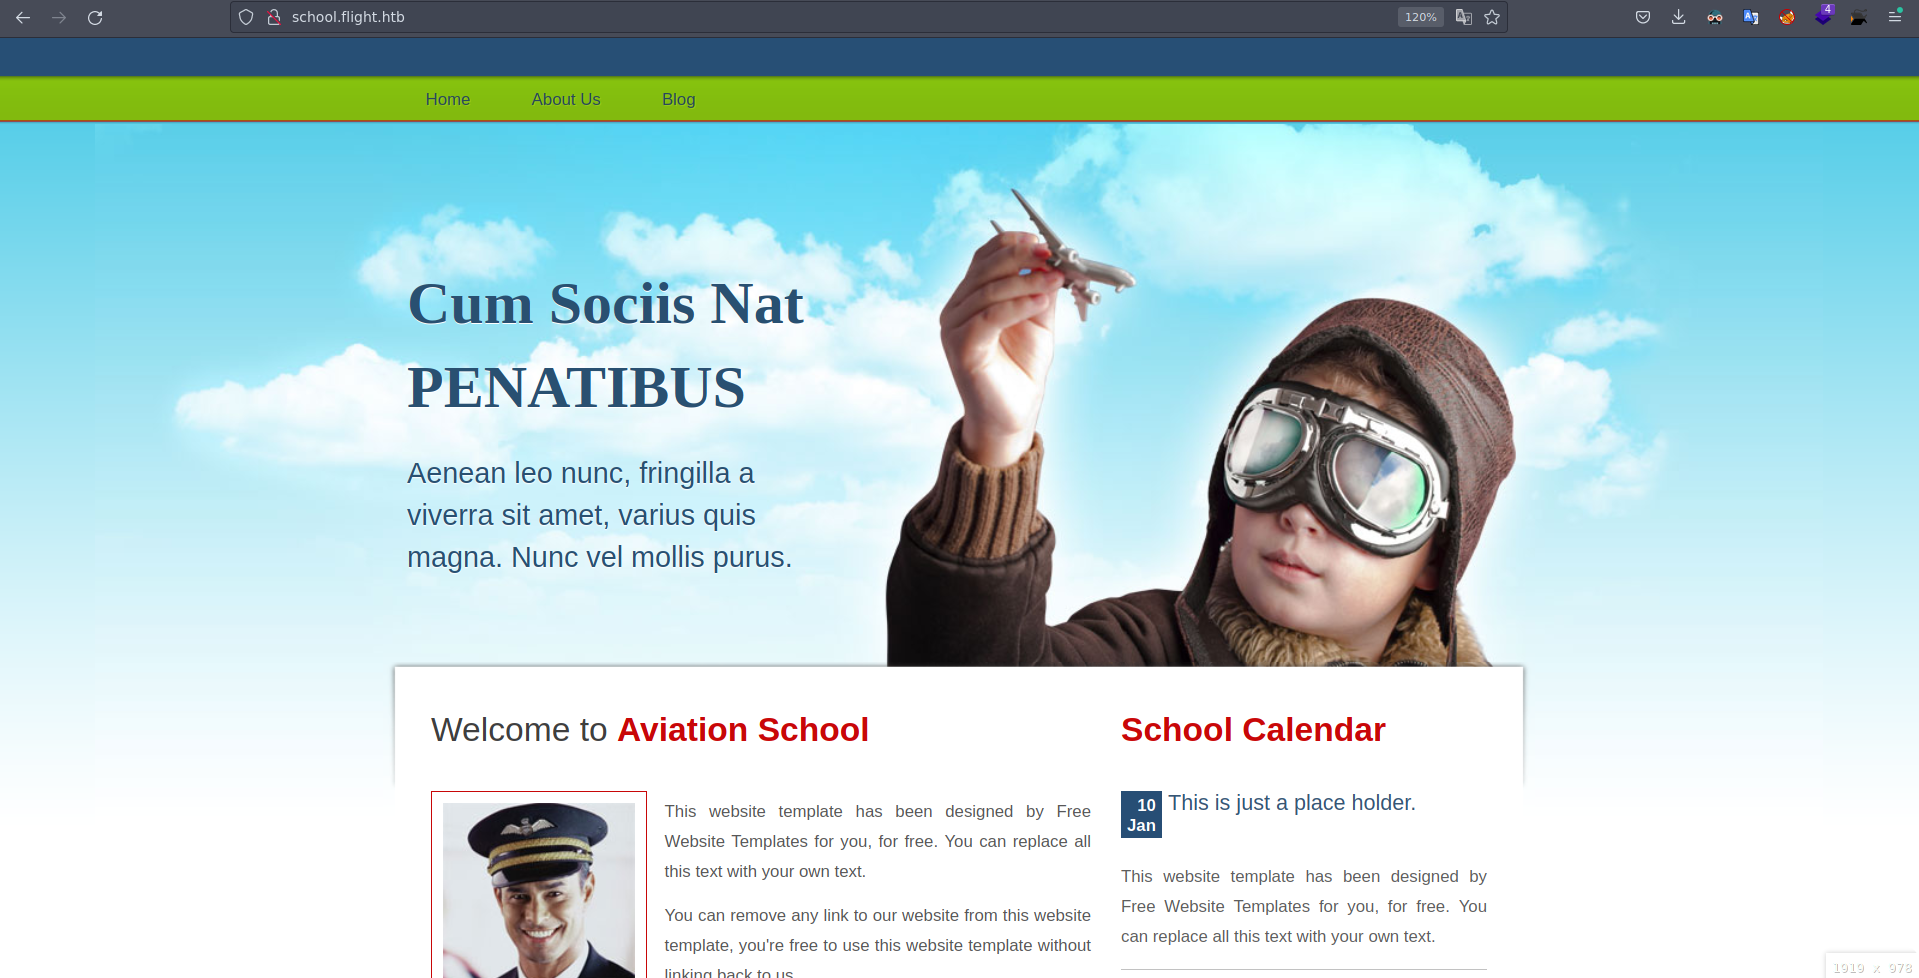 school.flight.htb
120%
4
Home About Us Blog
Cum Sociis Nat
PENATIBUS
Aenean leo nunc, fringilla a
viverra sit amet, varius quis
magna. Nunc vel mollis purus.
Welcome to Aviation School
This website template has been designed by Free
Website Templates for you, for free. You can replace all
this text with your own text.
You can remove any link to our website from this website
template, you're free to use this website template without
linking back to us.
School Calendar
10
Jan
This is just a place holder.
This website template has been designed by
Free Website Templates for you, for free. You
can replace all this text with your own text.
1919 x 978